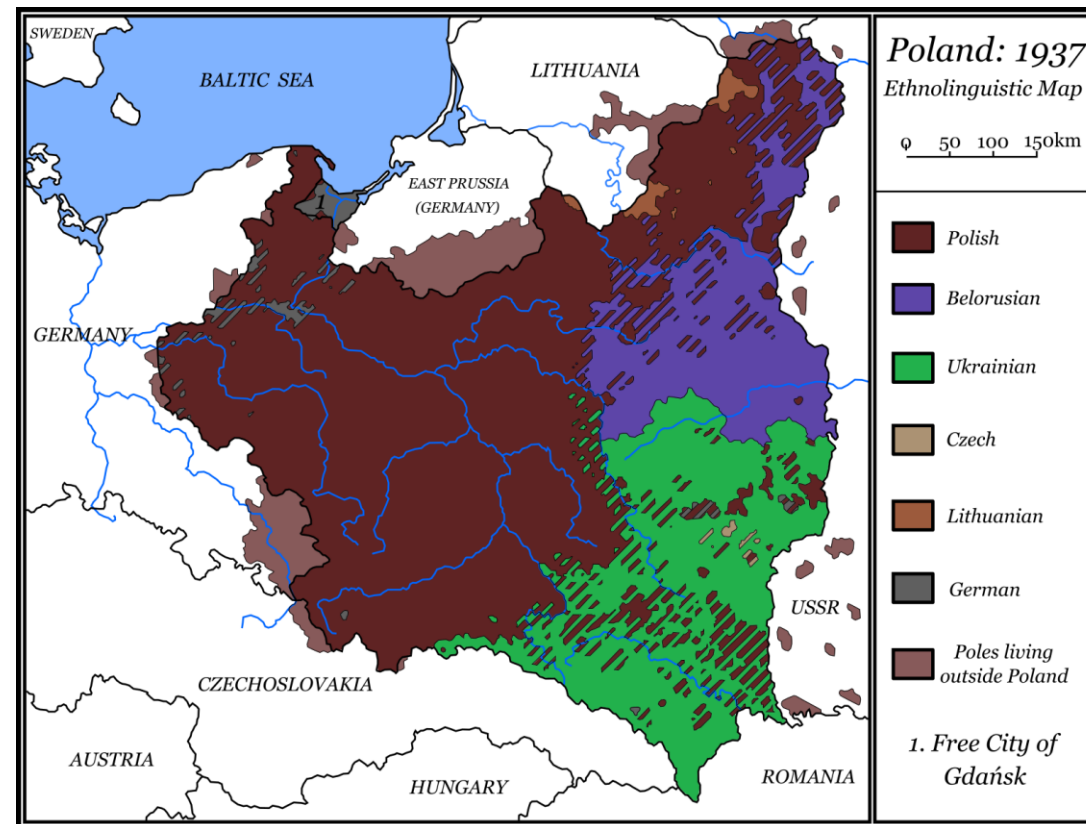 SWEDEN
BALTIC SEA
LITHUANIA
EAST PRUSSIA
(GERMANY)
1
GERMANY
USSR
CZECHOSLOVAKIA
AUSTRIA
HUNGARY
ROMANIA
Poland: 1937
Ethnolinguistic Map
0 50 100 150km
Polish
Belorusian
Ukrainian
Czech
Lithuanian
German
Poles living
outside Poland
1. Free City of
Gdańsk